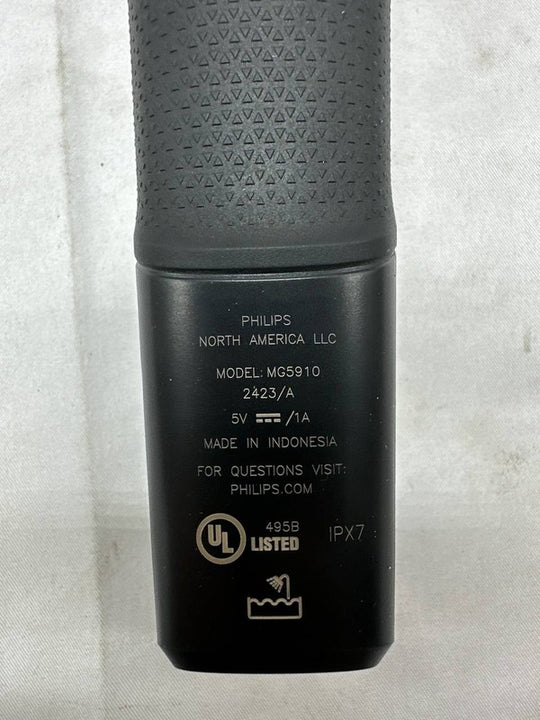 PHILIPS
NORTH AMERICA LLC
MODEL: MG5910
2423/A
5V /1A
MADE IN INDONESIA
FOR QUESTIONS VISIT:
PHILIPS.COM
UL
495B
LISTED
IPX7